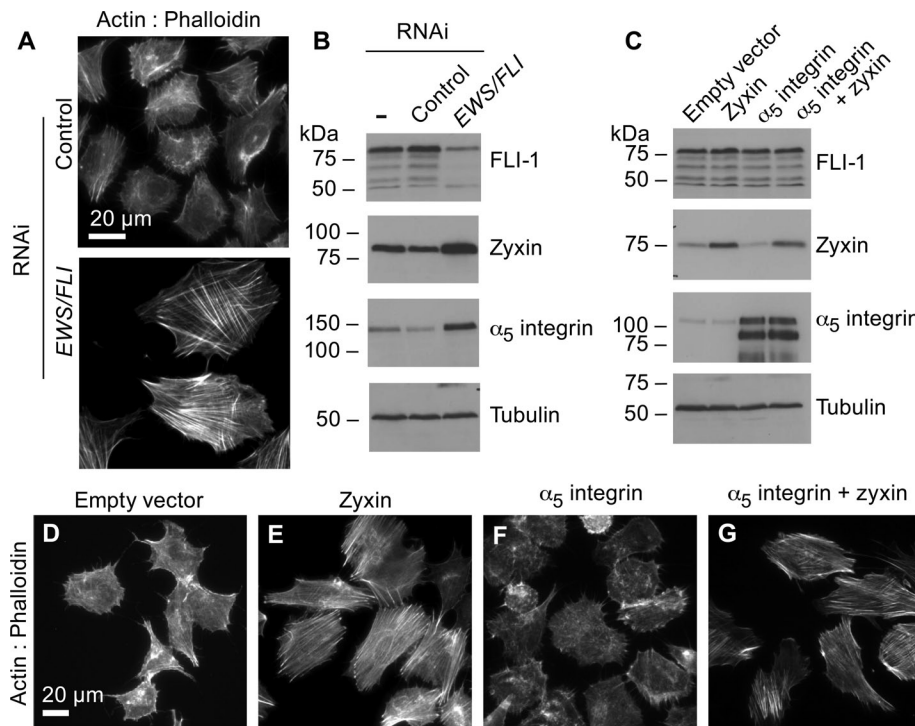 Actin : Phalloidin
A
RNAi
Control
20 µm
EWS/FLI
B
RNAi
–
Control
EWS/FLI
kDa
75 –
50 –
FLI-1
100 –
75 –
Zyxin
150 –
100 –
α5 integrin
50 –
Tubulin
C
Empty vector
Zyxin
α5 integrin
α5 integrin
+ zyxin
kDa
75 –
50 –
FLI-1
75 –
Zyxin
100 –
75 –
α5 integrin
75 –
50 –
Tubulin
Actin : Phalloidin
Empty vector
D
20 µm
Zyxin
E
α5 integrin
F
α5 integrin + zyxin
G